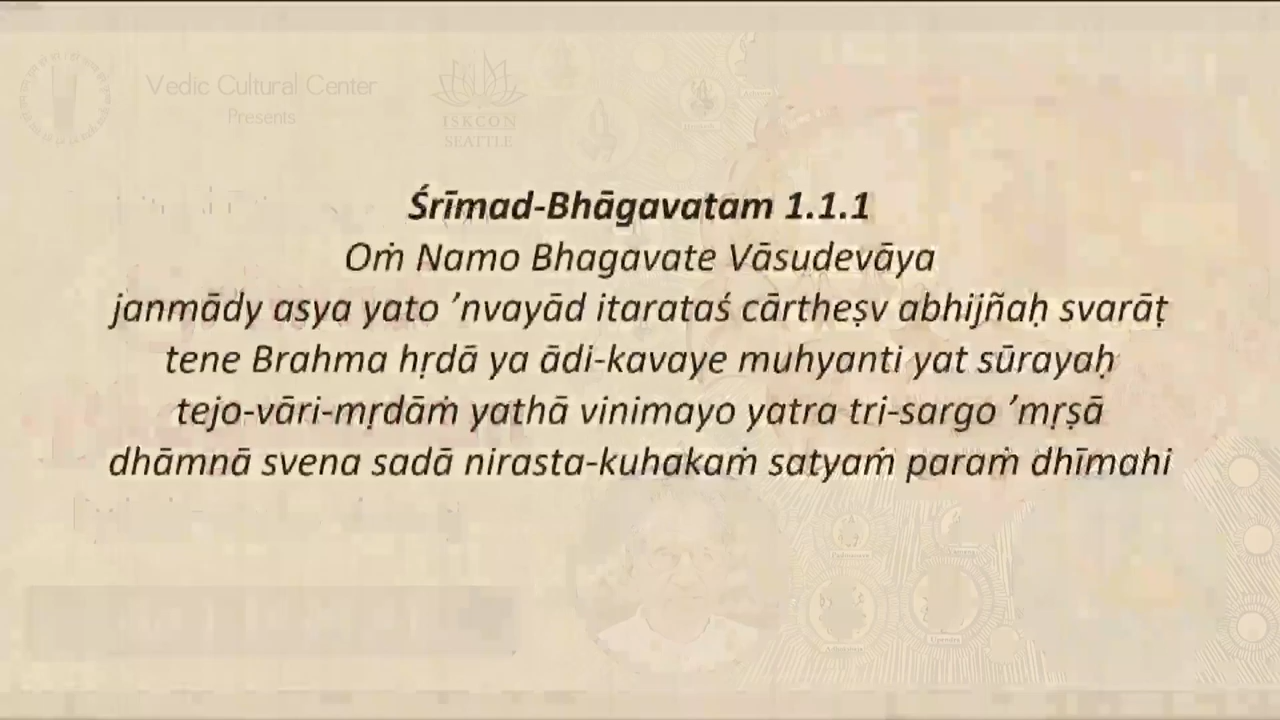 Vedic Cultural Center
Presents
ISKCON
SEATTLE
Śrīmad-Bhāgavatam 1.1.1
Oṁ Namo Bhagavate Vāsudevāya
janmādy asya yato ’nvayād itarataś cārtheṣv abhijñaḥ svarāṭ
tene Brahma hṛdā ya ādi-kavaye muhyanti yat sūrayaḥ
tejo-vāri-mṛdāṁ yathā vinimayo yatra tri-sargo ’mṛṣā
dhāmnā svena sadā nirasta-kuhakaṁ satyaṁ paraṁ dhīmahi